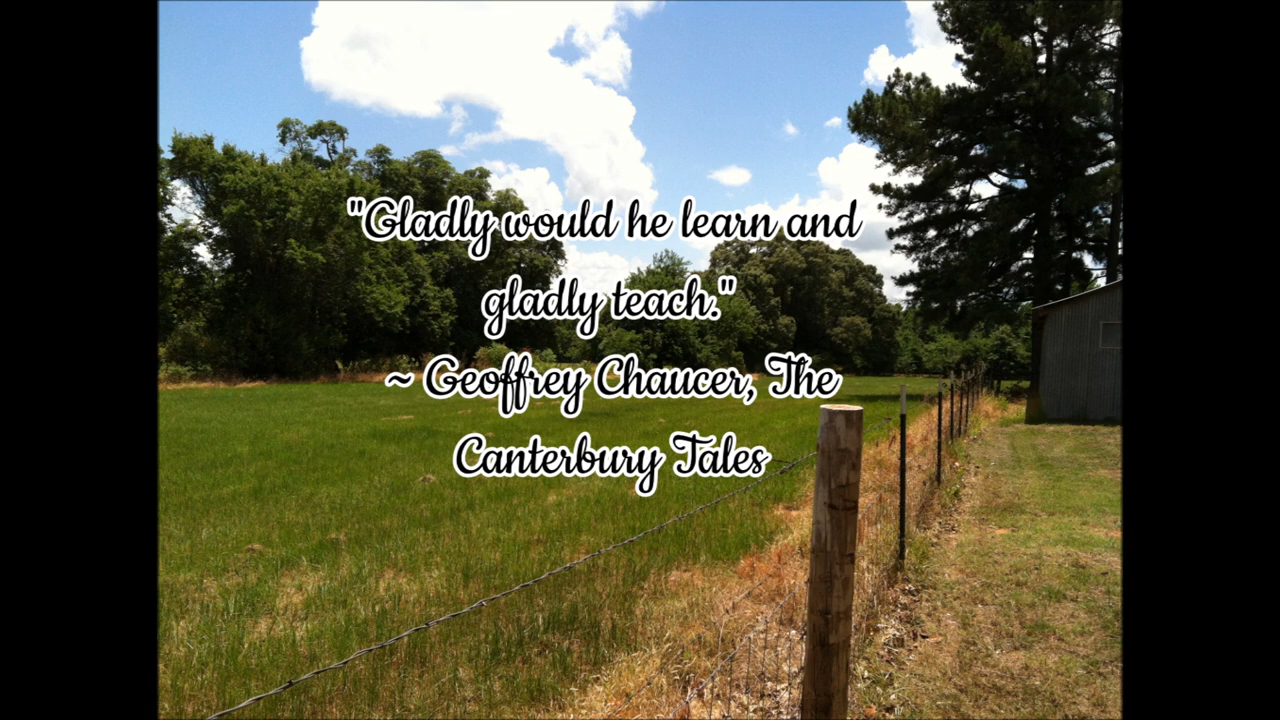 "Gladly would he learn and
gladly teach."
~ Geoffrey Chaucer, The
Canterbury Tales